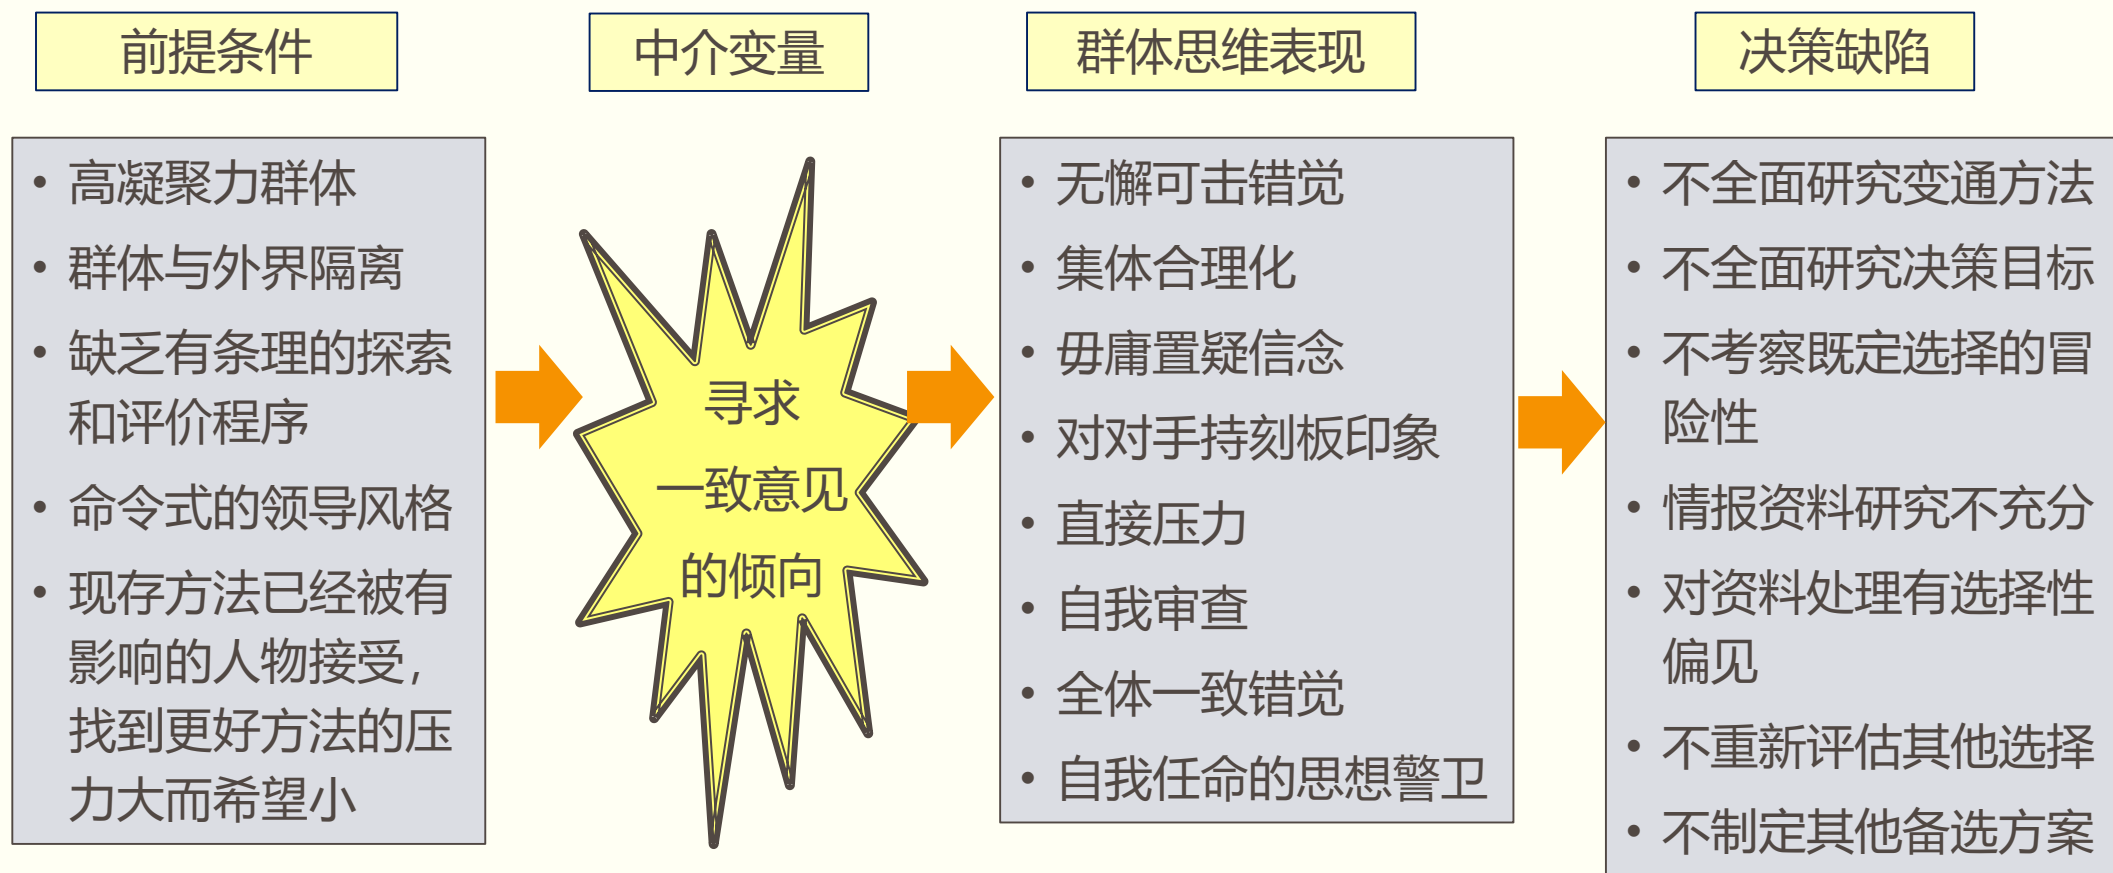 前提条件
中介变量
群体思维表现
决策缺陷
• 高凝聚力群体
• 群体与外界隔离
• 缺乏有条理的探索
和评价程序
• 命令式的领导风格
• 现存方法已经被有
影响的人物接受，
找到更好方法的压
力大而希望小
寻求
一致意见
的倾向
• 无懈可击错觉
• 集体合理化
• 毋庸置疑信念
• 对对手持刻板印象
• 直接压力
• 自我审查
• 全体一致错觉
• 自我任命的思想警卫
• 不全面研究变通方法
• 不全面研究决策目标
• 不考察既定选择的冒
险性
• 情报资料研究不充分
• 对资料处理有选择性
偏见
• 不重新评估其他选择
• 不制定其他备选方案